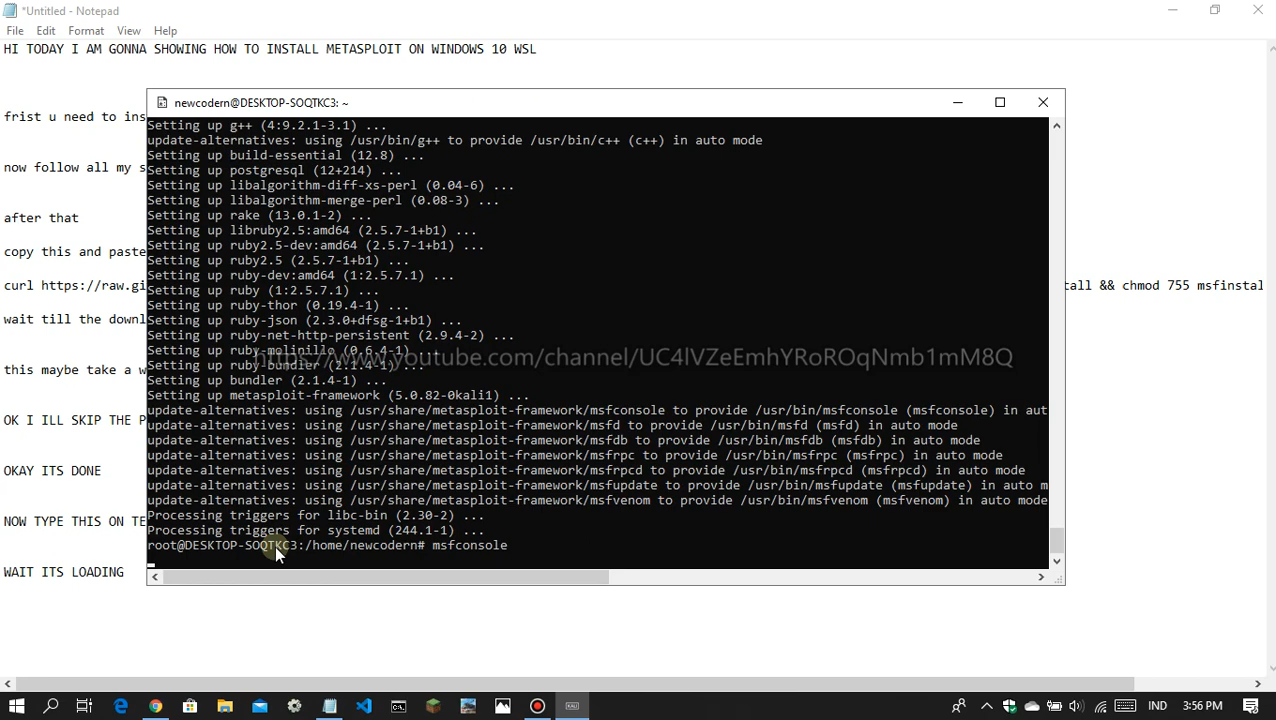 *Untitled - Notepad
File Edit Format View Help
HI TODAY I AM GONNA SHOWING HOW TO INSTALL METASPLOIT ON WINDOWS 10 WSL
frist u need to ins
now follow all my s
after that
copy this and paste
curl https://raw.gi
tall && chmod 755 msfinstal
wait till the downl
this maybe take a w
OK I ILL SKIP THE P
OKAY ITS DONE
NOW TYPE THIS ON TE
WAIT ITS LOADING
newcodern@DESKTOP-SOQTKC3: ~
Setting up g++ (4:9.2.1-3.1) ...
update-alternatives: using /usr/bin/g++ to provide /usr/bin/c++ (c++) in auto mode
Setting up build-essential (12.8) ...
Setting up postgresql (12+214) ...
Setting up libalgorithm-diff-xs-perl (0.04-6) ...
Setting up libalgorithm-merge-perl (0.08-3) ...
Setting up rake (13.0.1-2) ...
Setting up libruby2.5:amd64 (2.5.7-1+b1) ...
Setting up ruby2.5-dev:amd64 (2.5.7-1+b1) ...
Setting up ruby2.5 (2.5.7-1+b1) ...
Setting up ruby-dev:amd64 (1:2.5.7.1) ...
Setting up ruby (1:2.5.7.1) ...
Setting up ruby-thor (0.19.4-1) ...
Setting up ruby-json (2.3.0+dfsg-1+b1) ...
Setting up ruby-net-http-persistent (2.9.4-2) ...
Setting up ruby-molinillo (0.6.4-1) ...
https://www.youtube.com/channel/UC4lVZeEmhYRoROqNmb1mM8Q
Setting up ruby-bundler (2.1.4-1) ...
Setting up bundler (2.1.4-1) ...
Setting up metasploit-framework (5.0.82-0kali1) ...
update-alternatives: using /usr/share/metasploit-framework/msfconsole to provide /usr/bin/msfconsole (msfconsole) in aut
update-alternatives: using /usr/share/metasploit-framework/msfd to provide /usr/bin/msfd (msfd) in auto mode
update-alternatives: using /usr/share/metasploit-framework/msfdb to provide /usr/bin/msfdb (msfdb) in auto mode
update-alternatives: using /usr/share/metasploit-framework/msfrpc to provide /usr/bin/msfrpc (msfrpc) in auto mode
update-alternatives: using /usr/share/metasploit-framework/msfrpcd to provide /usr/bin/msfrpcd (msfrpcd) in auto mode
update-alternatives: using /usr/share/metasploit-framework/msfupdate to provide /usr/bin/msfupdate (msfupdate) in auto m
update-alternatives: using /usr/share/metasploit-framework/msfvenom to provide /usr/bin/msfvenom (msfvenom) in auto mode
Processing triggers for libc-bin (2.30-2) ...
Processing triggers for systemd (244.1-1) ...
root@DESKTOP-SOQTKC3:/home/newcodern# msfconsole
KALI
IND 3:56 PM